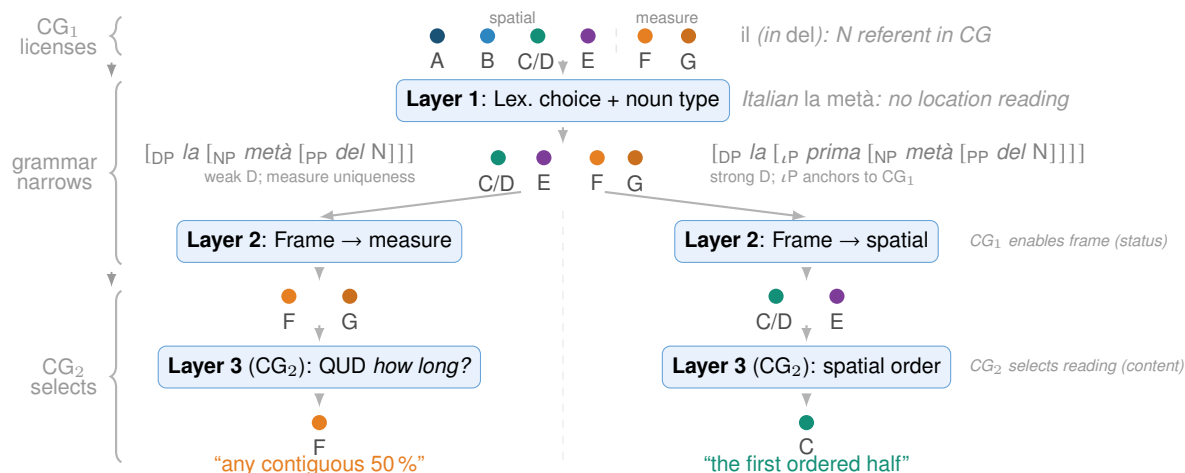 CG₁
licenses
spatial
measure
A B C/D E F G
il (in del): N referent in CG
Layer 1: Lex. choice + noun type
Italian la metà: no location reading
grammar
narrows
[DP la [NP metà [PP del N]]]
weak D; measure uniqueness
C/D E F G
[DP la [ιP prima [NP metà [PP del N]]]]
strong D; ιP anchors to CG₁
Layer 2: Frame → measure
Layer 2: Frame → spatial
CG₁ enables frame (status)
F G
C/D E
CG₂
selects
Layer 3 (CG₂): QUD how long?
Layer 3 (CG₂): spatial order
CG₂ selects reading (content)
F
C
“any contiguous 50 %”
“the first ordered half”